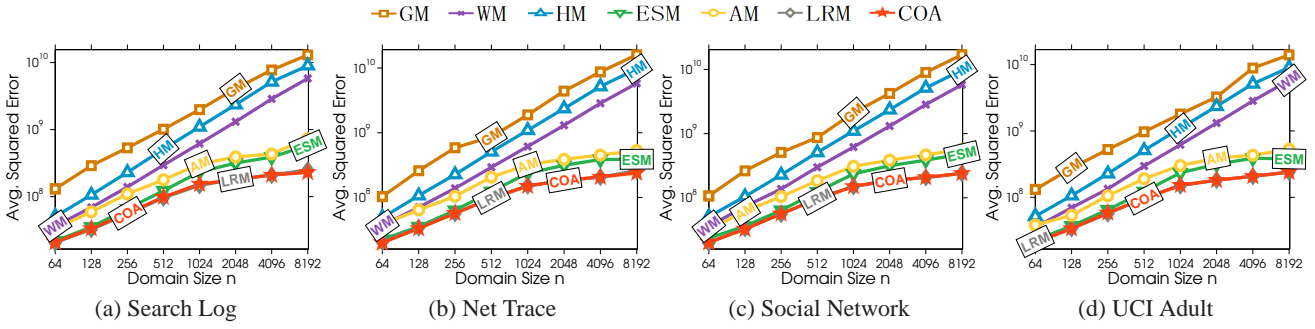 GM WM HM ESM AM LRM COA
Avg. Squared Error
10^10
10^9
10^8
GM
HM
AM
ESM
WM
COA
LRM
64 128 256 512 1024 2048 4096 8192
Domain Size n
(a) Search Log
Avg. Squared Error
10^10
10^9
10^8
HM
GM
AM
ESM
WM
LRM
COA
64 128 256 512 1024 2048 4096 8192
Domain Size n
(b) Net Trace
Avg. Squared Error
10^10
10^9
10^8
HM
GM
ESM
WM
AM
LRM
COA
64 128 256 512 1024 2048 4096 8192
Domain Size n
(c) Social Network
Avg. Squared Error
10^10
10^9
10^8
WM
HM
GM
AM
ESM
COA
LRM
64 128 256 512 1024 2048 4096 8192
Domain Size n
(d) UCI Adult